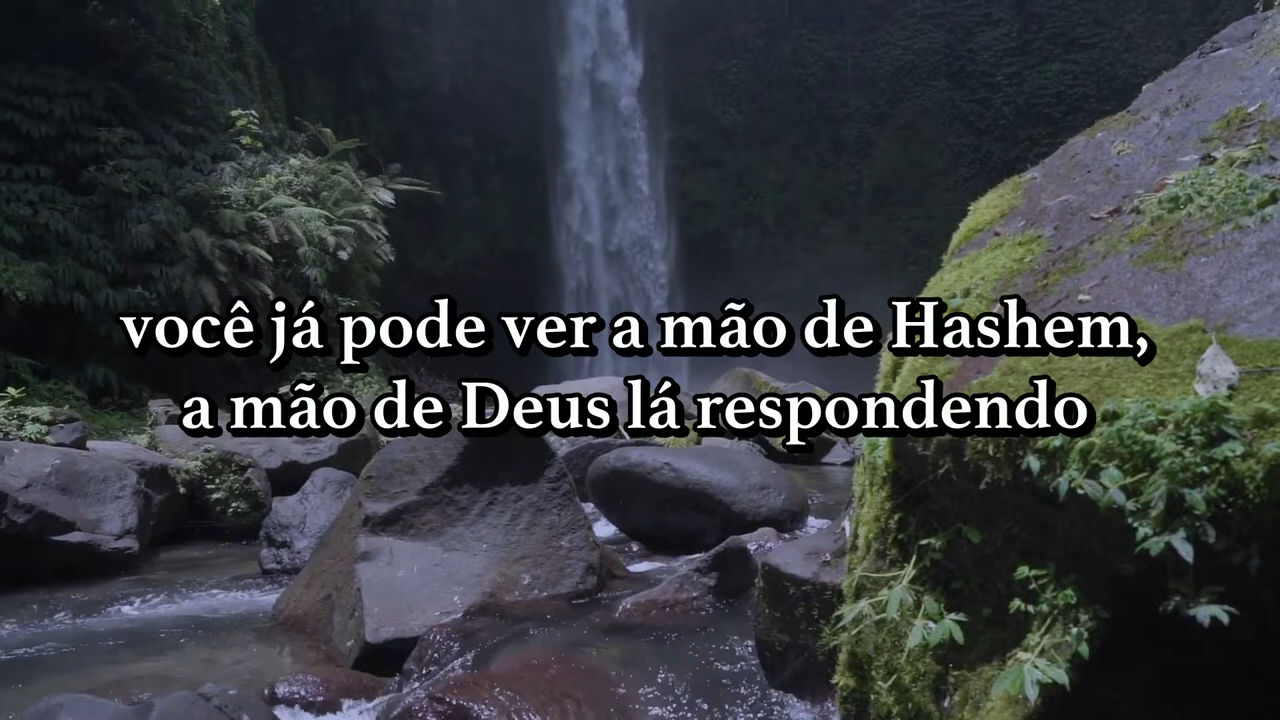 você já pode ver a mão de Hashem,
a mão de Deus lá respondendo